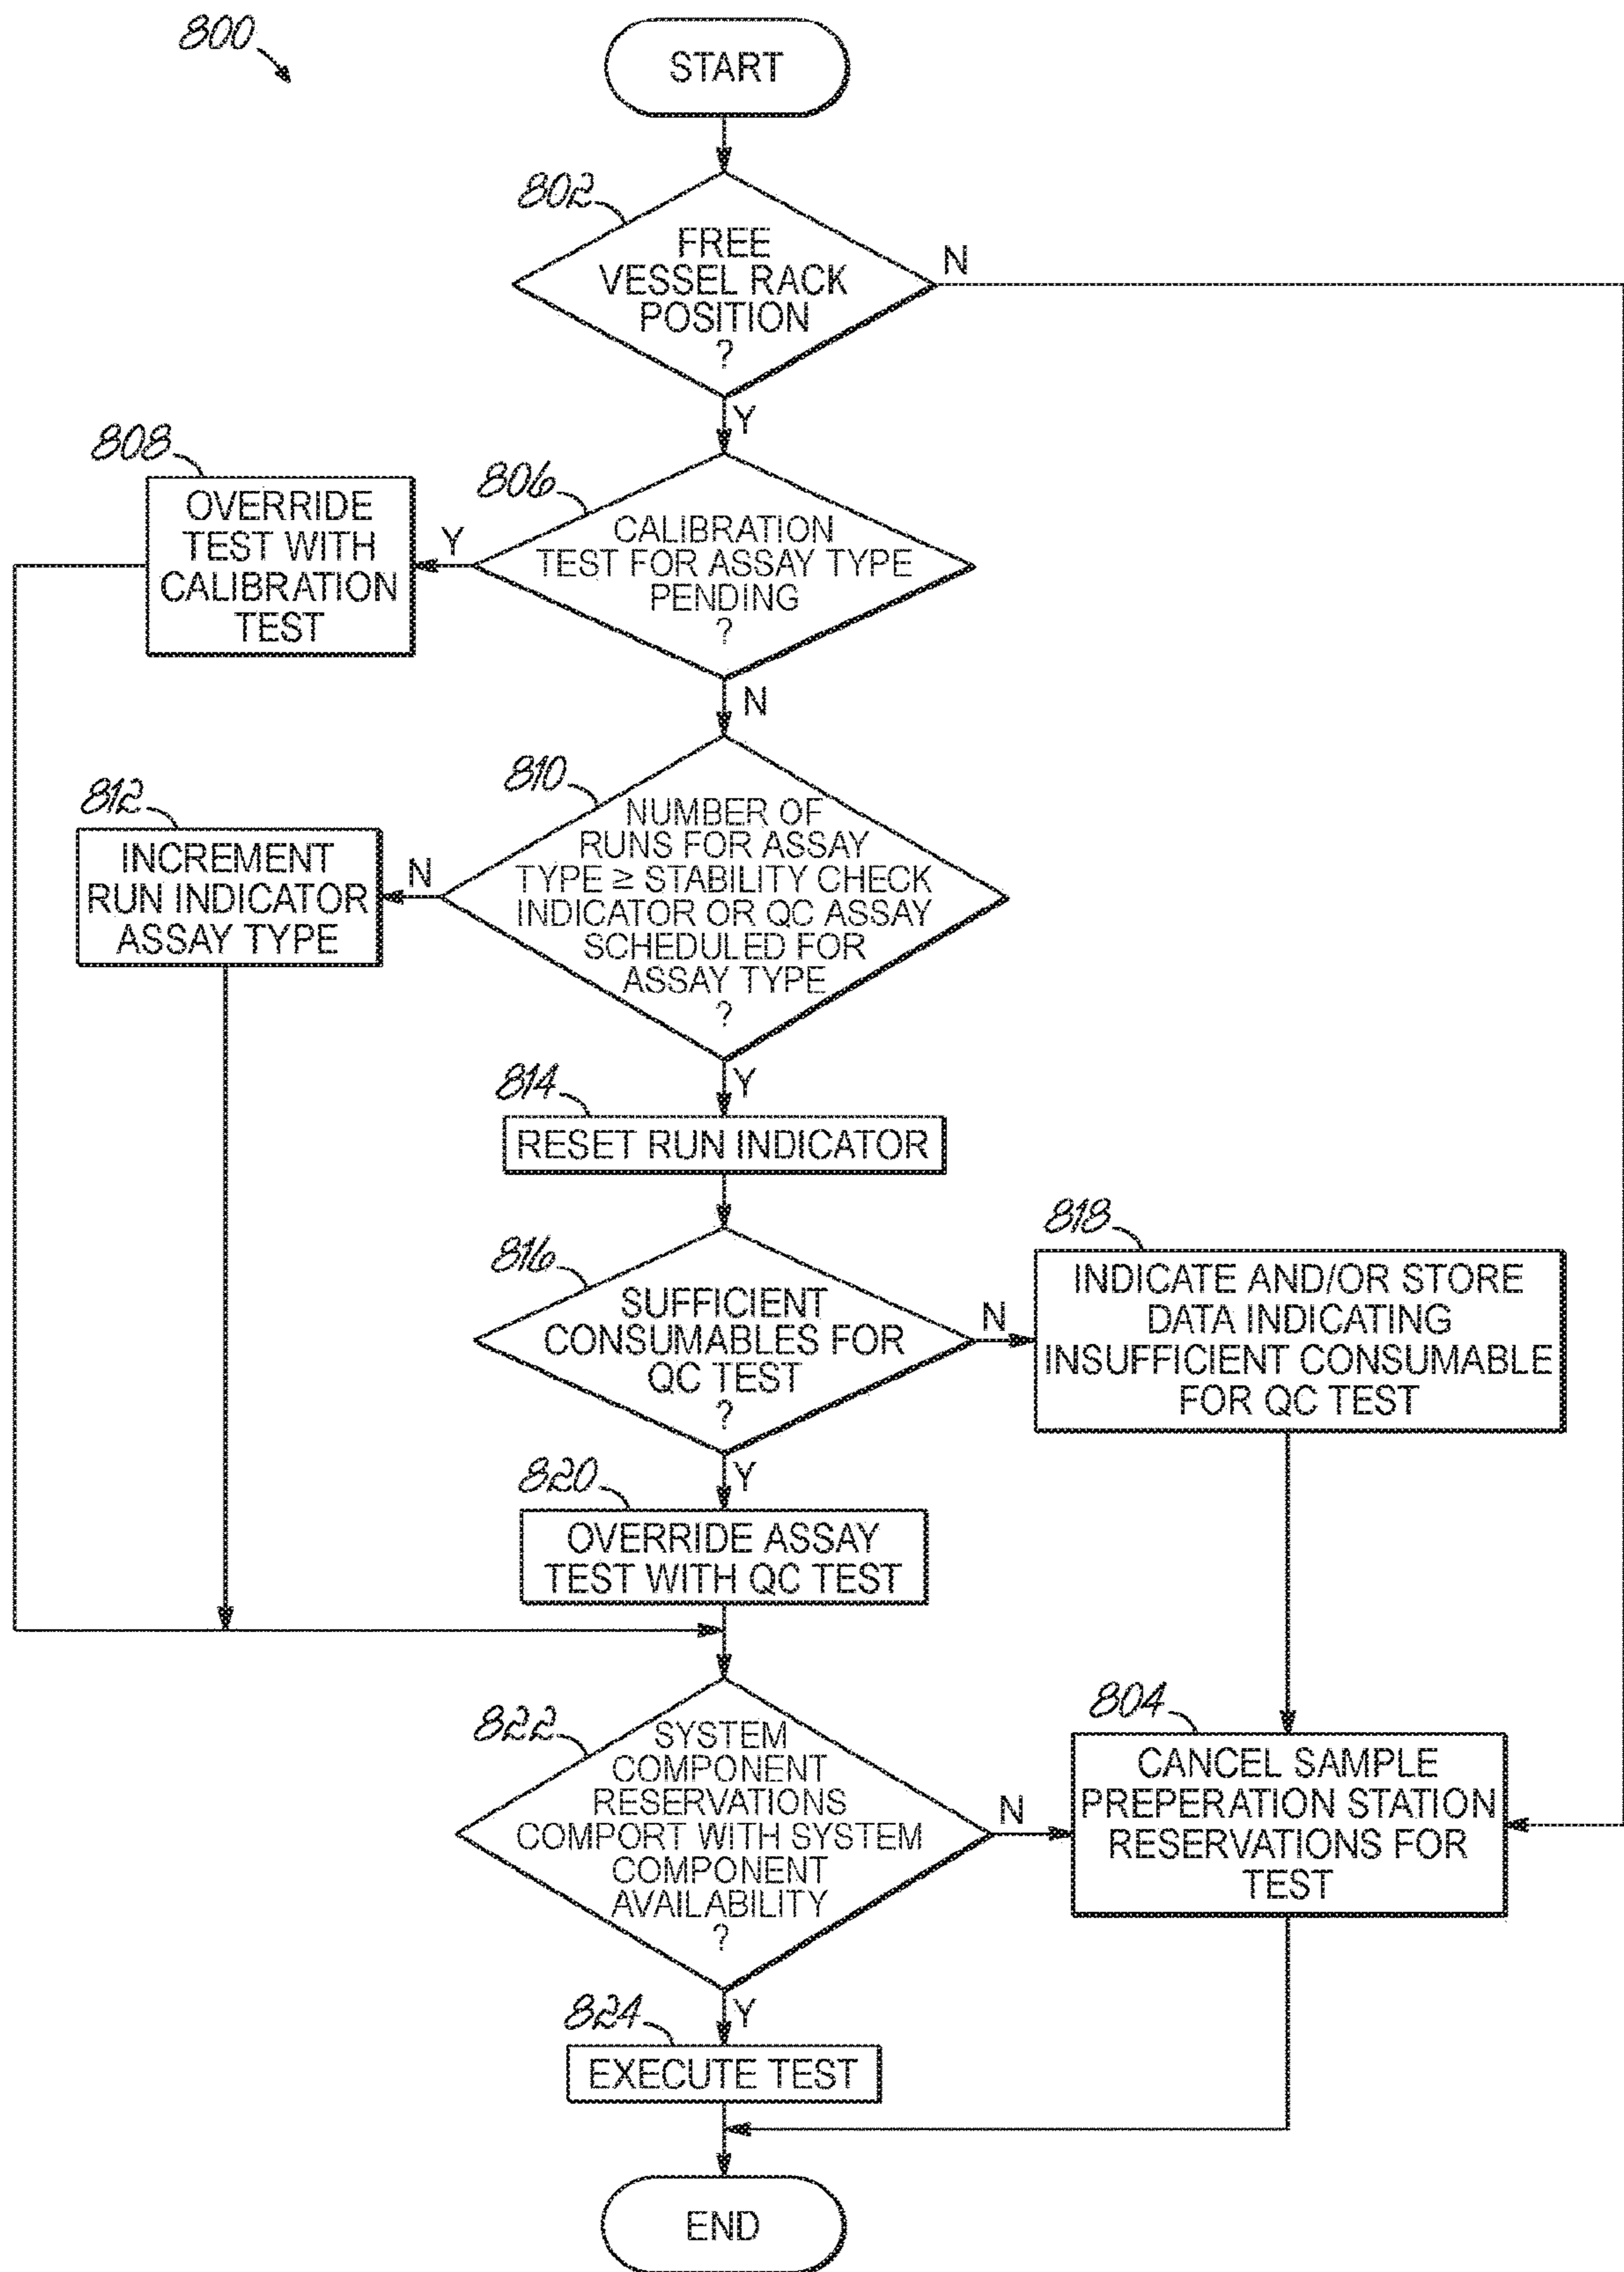 800
START
802
FREE
VESSEL RACK
POSITION
?
N
Y
808
OVERRIDE
TEST WITH
CALIBRATION
TEST
806
CALIBRATION
TEST FOR ASSAY TYPE
PENDING
?
Y
N
812
INCREMENT
RUN INDICATOR
ASSAY TYPE
810
NUMBER OF
RUNS FOR ASSAY
TYPE ≥ STABILITY CHECK
INDICATOR OR QC ASSAY
SCHEDULED FOR
ASSAY TYPE
?
N
Y
814
RESET RUN INDICATOR
816
SUFFICIENT
CONSUMABLES FOR
QC TEST
?
N
Y
818
INDICATE AND/OR STORE
DATA INDICATING
INSUFFICIENT CONSUMABLE
FOR QC TEST
820
OVERRIDE ASSAY
TEST WITH QC TEST
822
SYSTEM
COMPONENT
RESERVATIONS
COMPORT WITH SYSTEM
COMPONENT
AVAILABILITY
?
N
Y
804
CANCEL SAMPLE
PREPERATION STATION
RESERVATIONS FOR
TEST
824
EXECUTE TEST
END